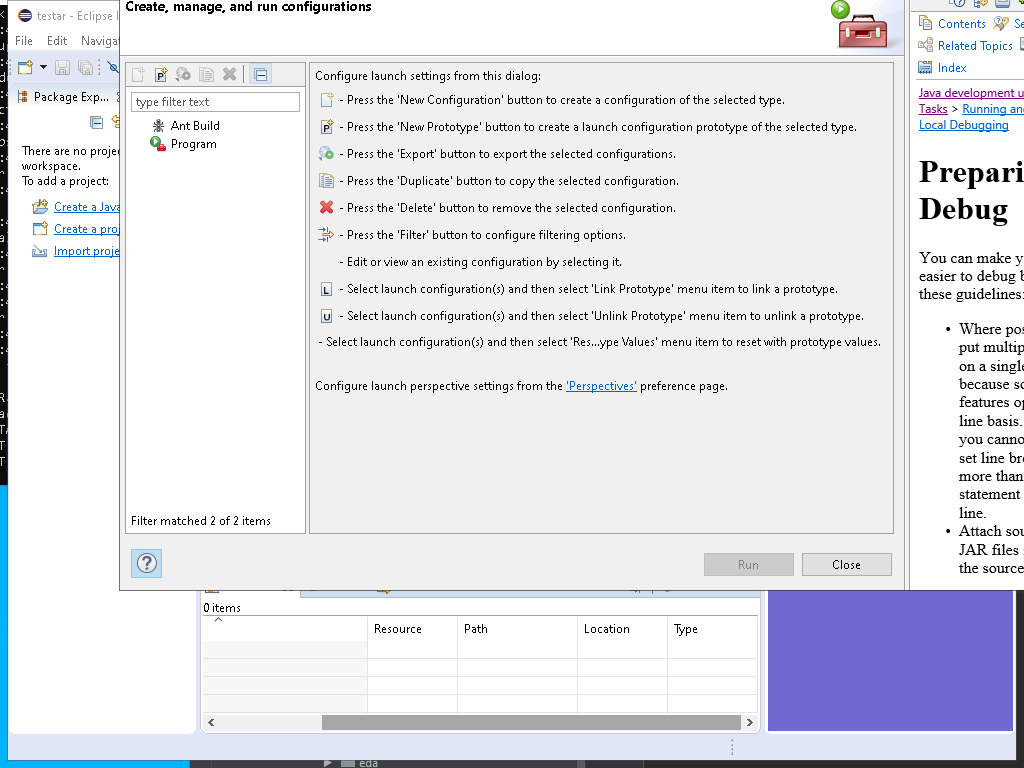 Create, manage, and run configurations
testar - Eclipse
File Edit Navigat
Package Exp...
There are no projec
workspace.
To add a project:
Create a Java
Create a proj
Import proje
type filter text
Ant Build
Program
Filter matched 2 of 2 items
Configure launch settings from this dialog:
- Press the 'New Configuration' button to create a configuration of the selected type.
- Press the 'New Prototype' button to create a launch configuration prototype of the selected type.
- Press the 'Export' button to export the selected configurations.
- Press the 'Duplicate' button to copy the selected configuration.
- Press the 'Delete' button to remove the selected configuration.
- Press the 'Filter' button to configure filtering options.
- Edit or view an existing configuration by selecting it.
L - Select launch configuration(s) and then select 'Link Prototype' menu item to link a prototype.
U - Select launch configuration(s) and then select 'Unlink Prototype' menu item to unlink a prototype.
- Select launch configuration(s) and then select 'Res...ype Values' menu item to reset with prototype values.
Configure launch perspective settings from the 'Perspectives' preference page.
Run
Close
Contents Se
Related Topics
Index
Java development u
Tasks > Running and
Local Debugging
Prepari
Debug
You can make y
easier to debug b
these guidelines:
• Where pos
put multip
on a single
because so
features op
line basis.
you canno
set line bre
more than
statement
line.
• Attach sou
JAR files i
the source
0 items
Resource Path Location Type
eda